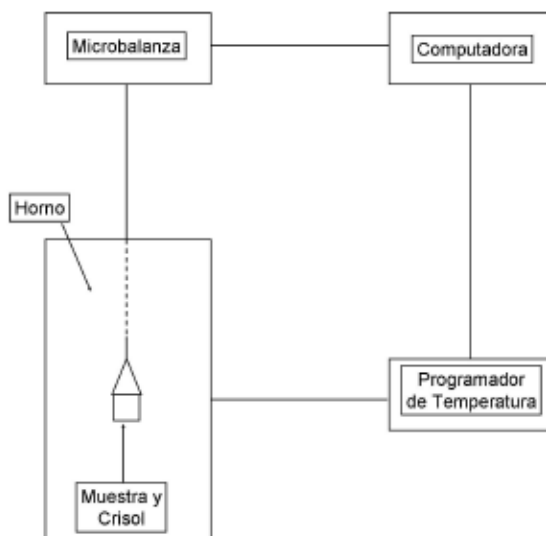 Microbalanza
Computadora
Horno
Programador
de Temperatura
Muestra y
Crisol